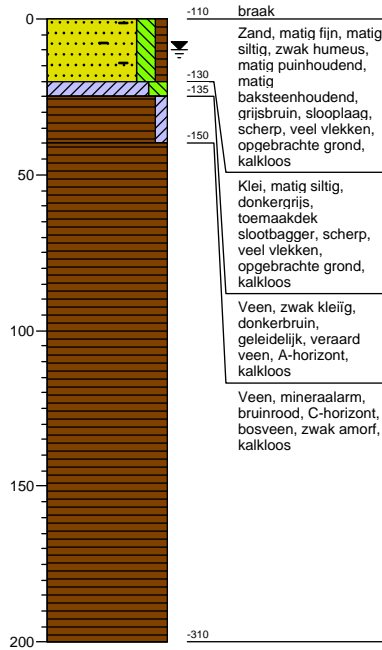 0
50
100
150
200
-110
-130
-135
-150
-310
braak
Zand, matig fijn, matig
siltig, zwak humeus,
matig puinhoudend,
matig
baksteenhoudend,
grijsbruin, slooplaag,
scherp, veel vlekken,
opgebrachte grond,
kalkloos
Klei, matig siltig,
donkergrijs,
toemaakdek
slootbagger, scherp,
veel vlekken,
opgebrachte grond,
kalkloos
Veen, zwak kleiïg,
donkerbruin,
geleidelijk, veraard
veen, A-horizont,
kalkloos
Veen, mineraalarm,
bruinrood, C-horizont,
bosveen, zwak amorf,
kalkloos